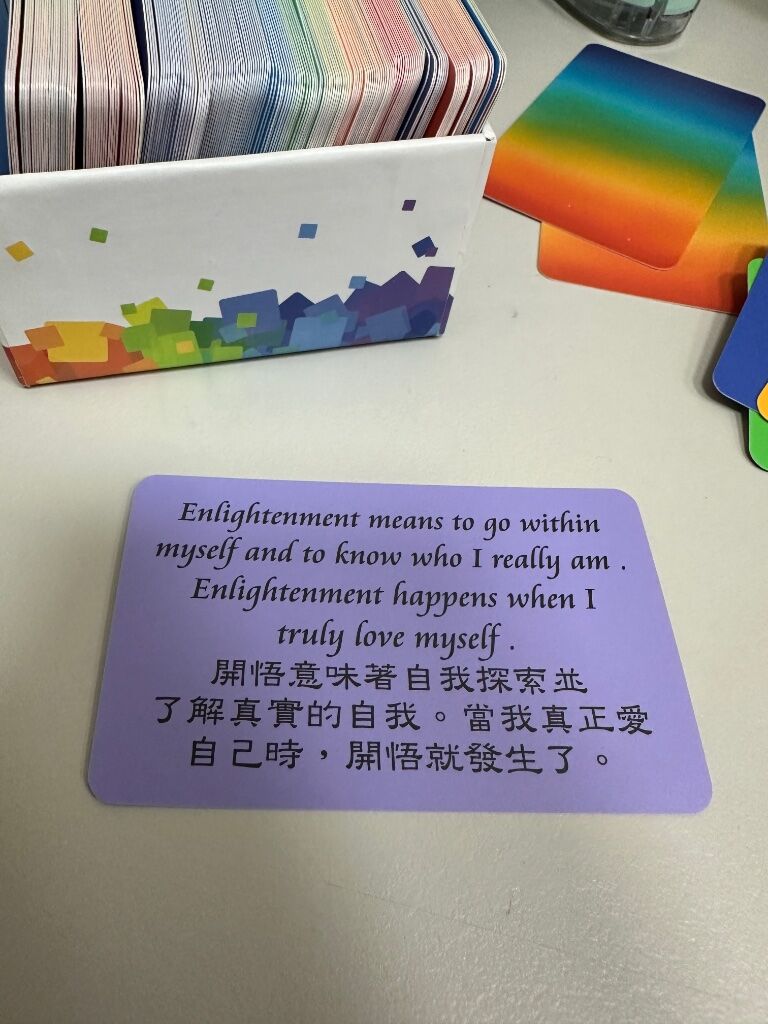 Enlightenment means to go within
myself and to know who I really am .
Enlightenment happens when I
truly love myself .
開悟意味著自我探索並
了解真實的自我。當我真正愛
自己時，開悟就發生了。